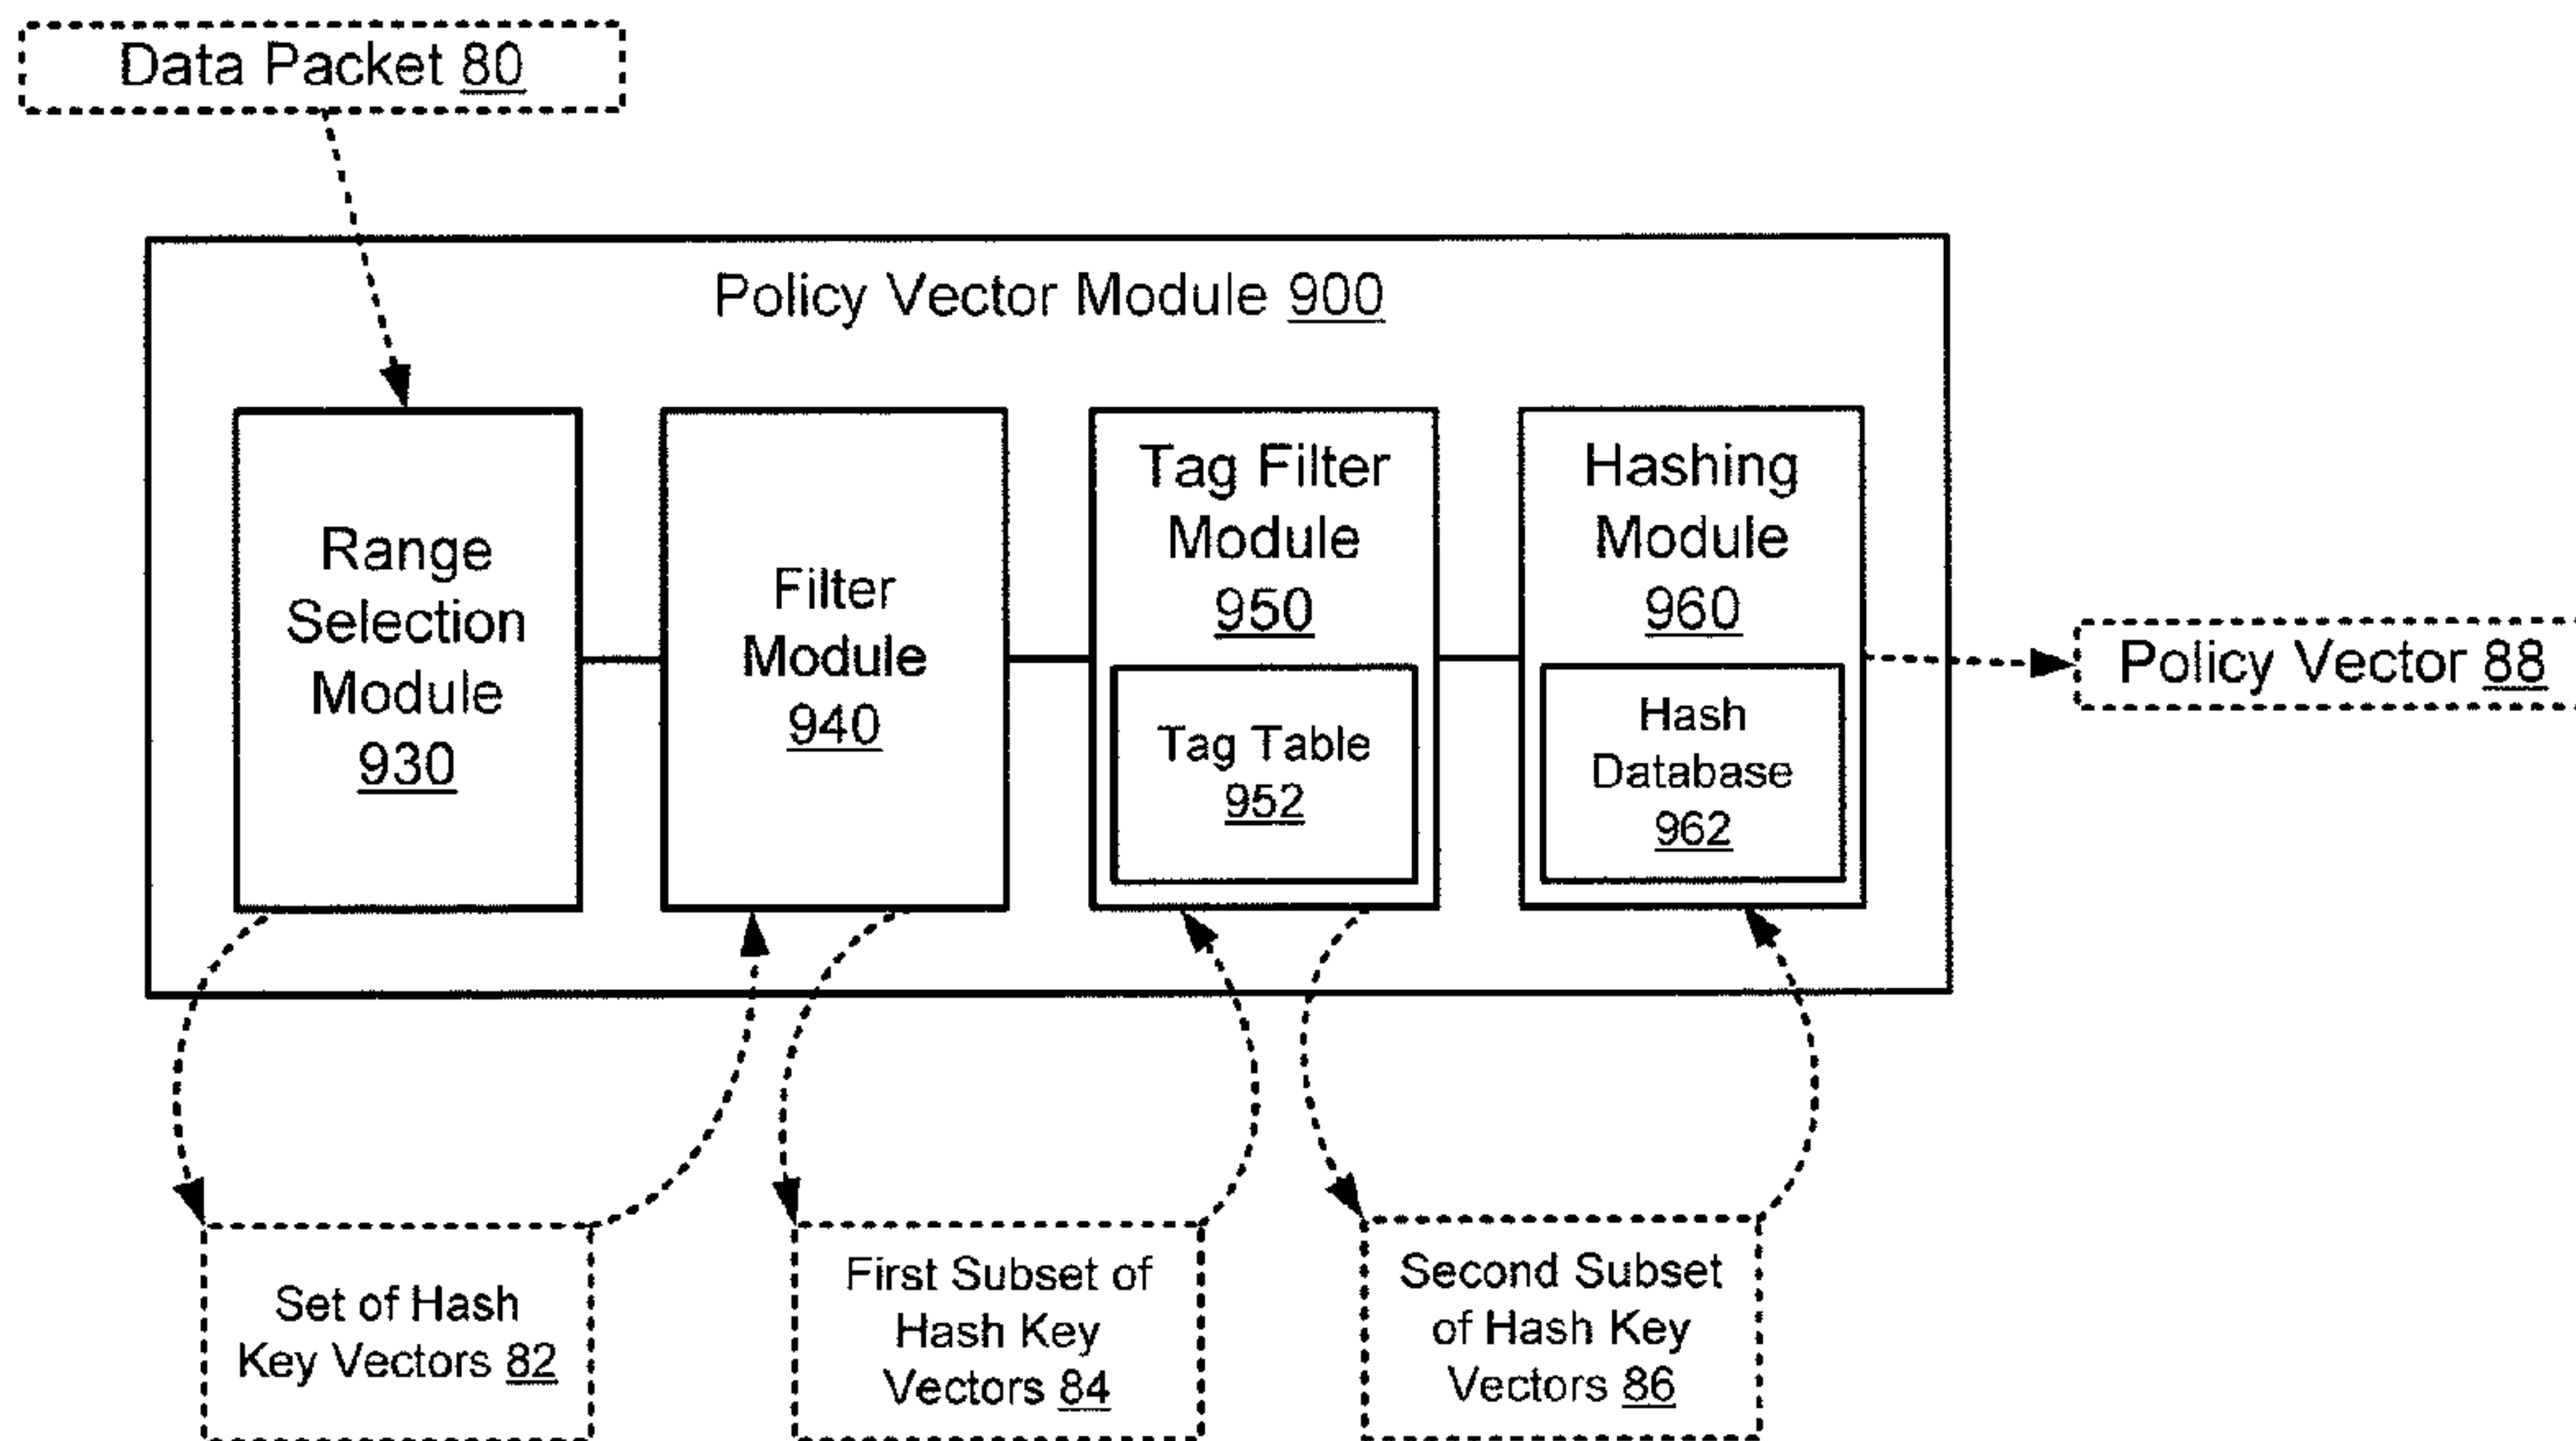 Data Packet 80
Policy Vector Module 900
Range
Selection
Module
930
Filter
Module
940
Tag Filter
Module
950
Tag Table
952
Hashing
Module
960
Hash
Database
962
Policy Vector 88
Set of Hash
Key Vectors 82
First Subset of
Hash Key
Vectors 84
Second Subset
of Hash Key
Vectors 86